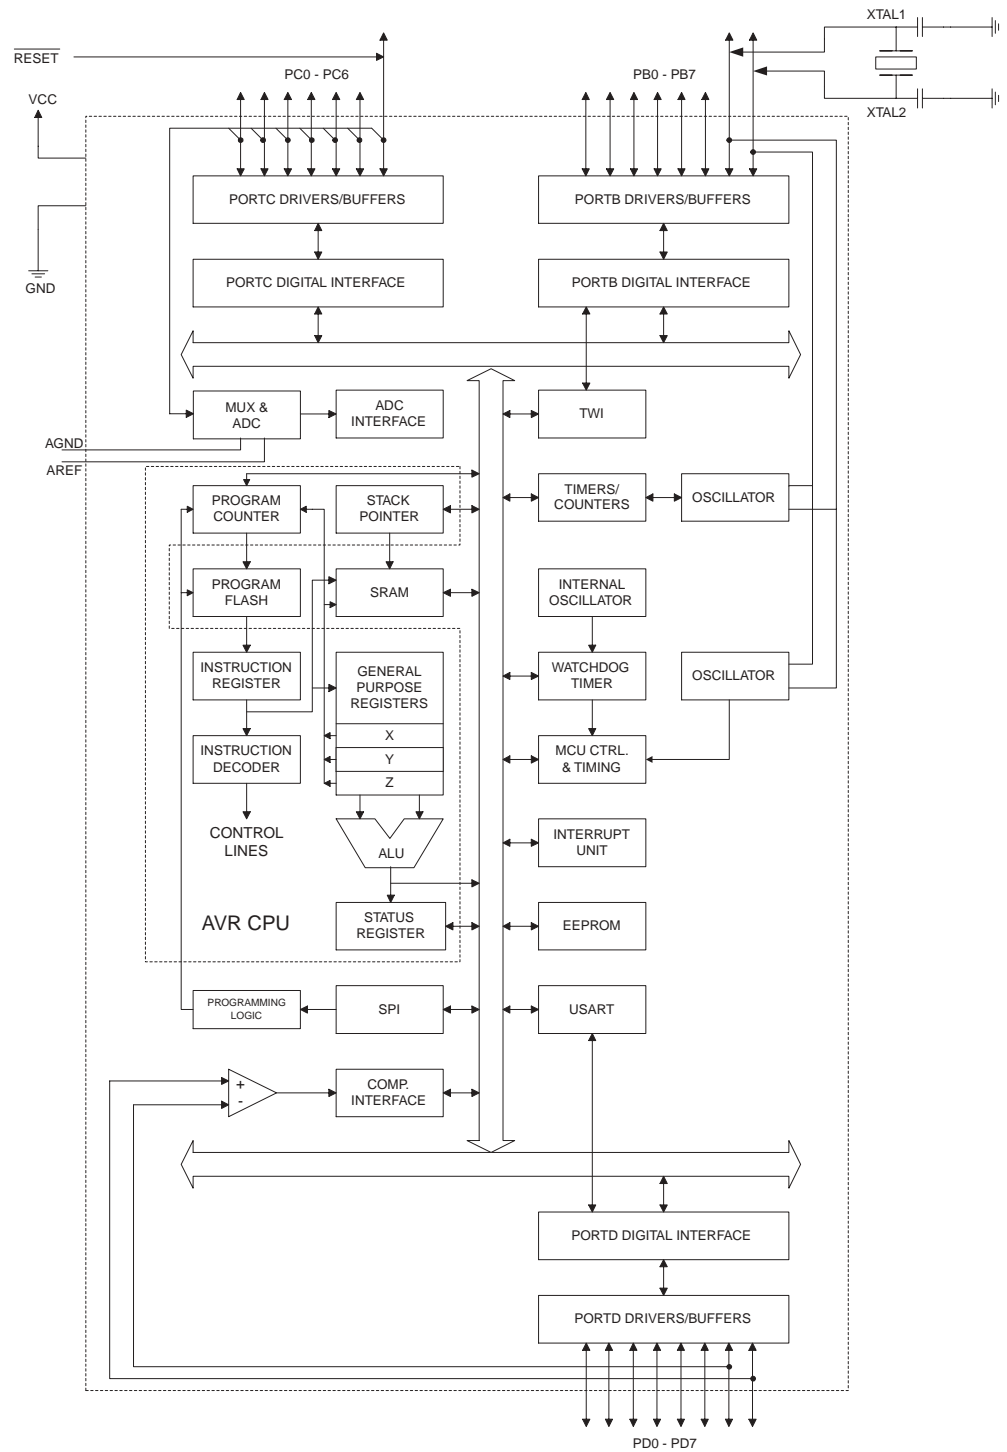 XTAL1
RESET
PC0 - PC6
PB0 - PB7
VCC
XTAL2
PORTC DRIVERS/BUFFERS
PORTB DRIVERS/BUFFERS
PORTC DIGITAL INTERFACE
PORTB DIGITAL INTERFACE
GND
MUX &
ADC
ADC
INTERFACE
TWI
AGND
AREF
PROGRAM
COUNTER
STACK
POINTER
TIMERS/
COUNTERS
OSCILLATOR
PROGRAM
FLASH
SRAM
INTERNAL
OSCILLATOR
INSTRUCTION
REGISTER
GENERAL
PURPOSE
REGISTERS
WATCHDOG
TIMER
OSCILLATOR
X
Y
Z
INSTRUCTION
DECODER
MCU CTRL.
& TIMING
CONTROL
LINES
ALU
INTERRUPT
UNIT
AVR CPU
STATUS
REGISTER
EEPROM
PROGRAMMING
LOGIC
SPI
USART
+
-
COMP.
INTERFACE
PORTD DIGITAL INTERFACE
PORTD DRIVERS/BUFFERS
PD0 - PD7